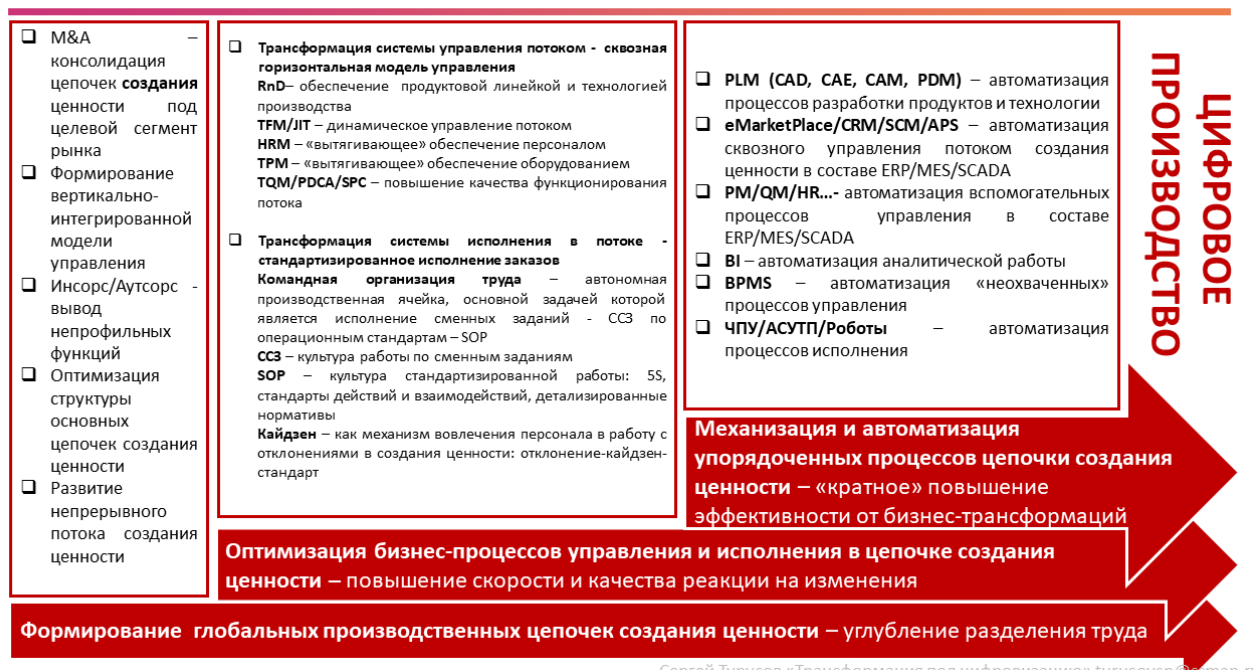 ❑ M&A –
консолидация
цепочек создания
ценности под
целевой сегмент
рынка
❑ Формирование
вертикально-
интегрированной
модели
управления
❑ Инсорс/Аутсорс -
вывод
непрофильных
функций
❑ Оптимизация
структуры
основных
цепочек создания
ценности
❑ Развитие
непрерывного
потока создания
ценности
❑ Трансформация системы управления потоком - сквозная
горизонтальная модель управления
RnD– обеспечение продуктовой линейкой и технологией
производства
TFM/JIT – динамическое управление потоком
HRM – «вытягивающее» обеспечение персоналом
TPM – «вытягивающее» обеспечение оборудованием
TQM/PDCA/SPC – повышение качества функционирования
потока
❑ Трансформация системы исполнения в потоке -
стандартизированное исполнение заказов
Командная организация труда – автономная
производственная ячейка, основной задачей которой
является исполнение сменных заданий - ССЗ по
операционным стандартам – SOP
ССЗ – культура работы по сменным заданиям
SOP – культура стандартизированной работы: 5S,
стандарты действий и взаимодействий, детализированные
нормативы
Кайдзен – как механизм вовлечения персонала в работу с
отклонениями в создания ценности: отклонение-кайдзен-
стандарт
❑ PLM (CAD, CAE, CAM, PDM) – автоматизация
процессов разработки продуктов и технологии
❑ eMarketPlace/CRM/SCM/APS – автоматизация
сквозного управления потоком создания
ценности в составе ERP/MES/SCADA
❑ PM/QM/HR...- автоматизация вспомогательных
процессов управления в составе
ERP/MES/SCADA
❑ BI – автоматизация аналитической работы
❑ BPMS – автоматизация «неохваченных»
процессов управления
❑ ЧПУ/АСУТП/Роботы – автоматизация
процессов исполнения
ЦИФРОВОЕ
ПРОИЗВОДСТВО
Механизация и автоматизация
упорядоченных процессов цепочки создания
ценности – «кратное» повышение
эффективности от бизнес-трансформаций
Оптимизация бизнес-процессов управления и исполнения в цепочке создания
ценности – повышение скорости и качества реакции на изменения
Формирование глобальных производственных цепочек создания ценности – углубление разделения труда
Сергей Турусов «Трансформация под цифровизацию»